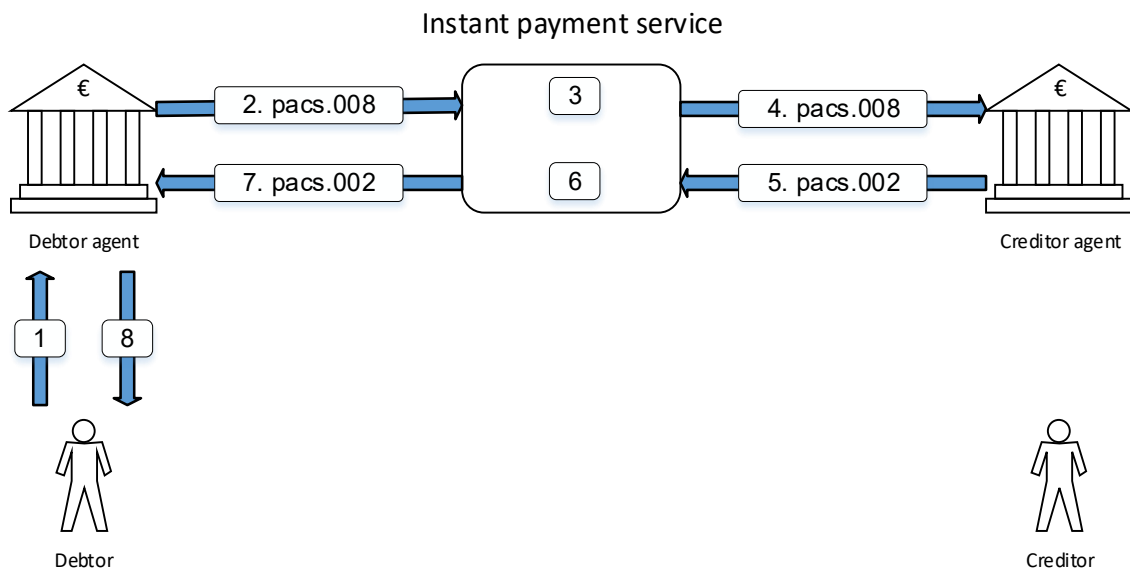 Instant payment service
€
€
2. pacs.008
3
4. pacs.008
7. pacs.002
6
5. pacs.002
Debtor agent
Creditor agent
1
8
Debtor
Creditor